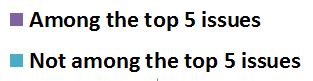 Among the top 5 issues
Not among the top 5 issues